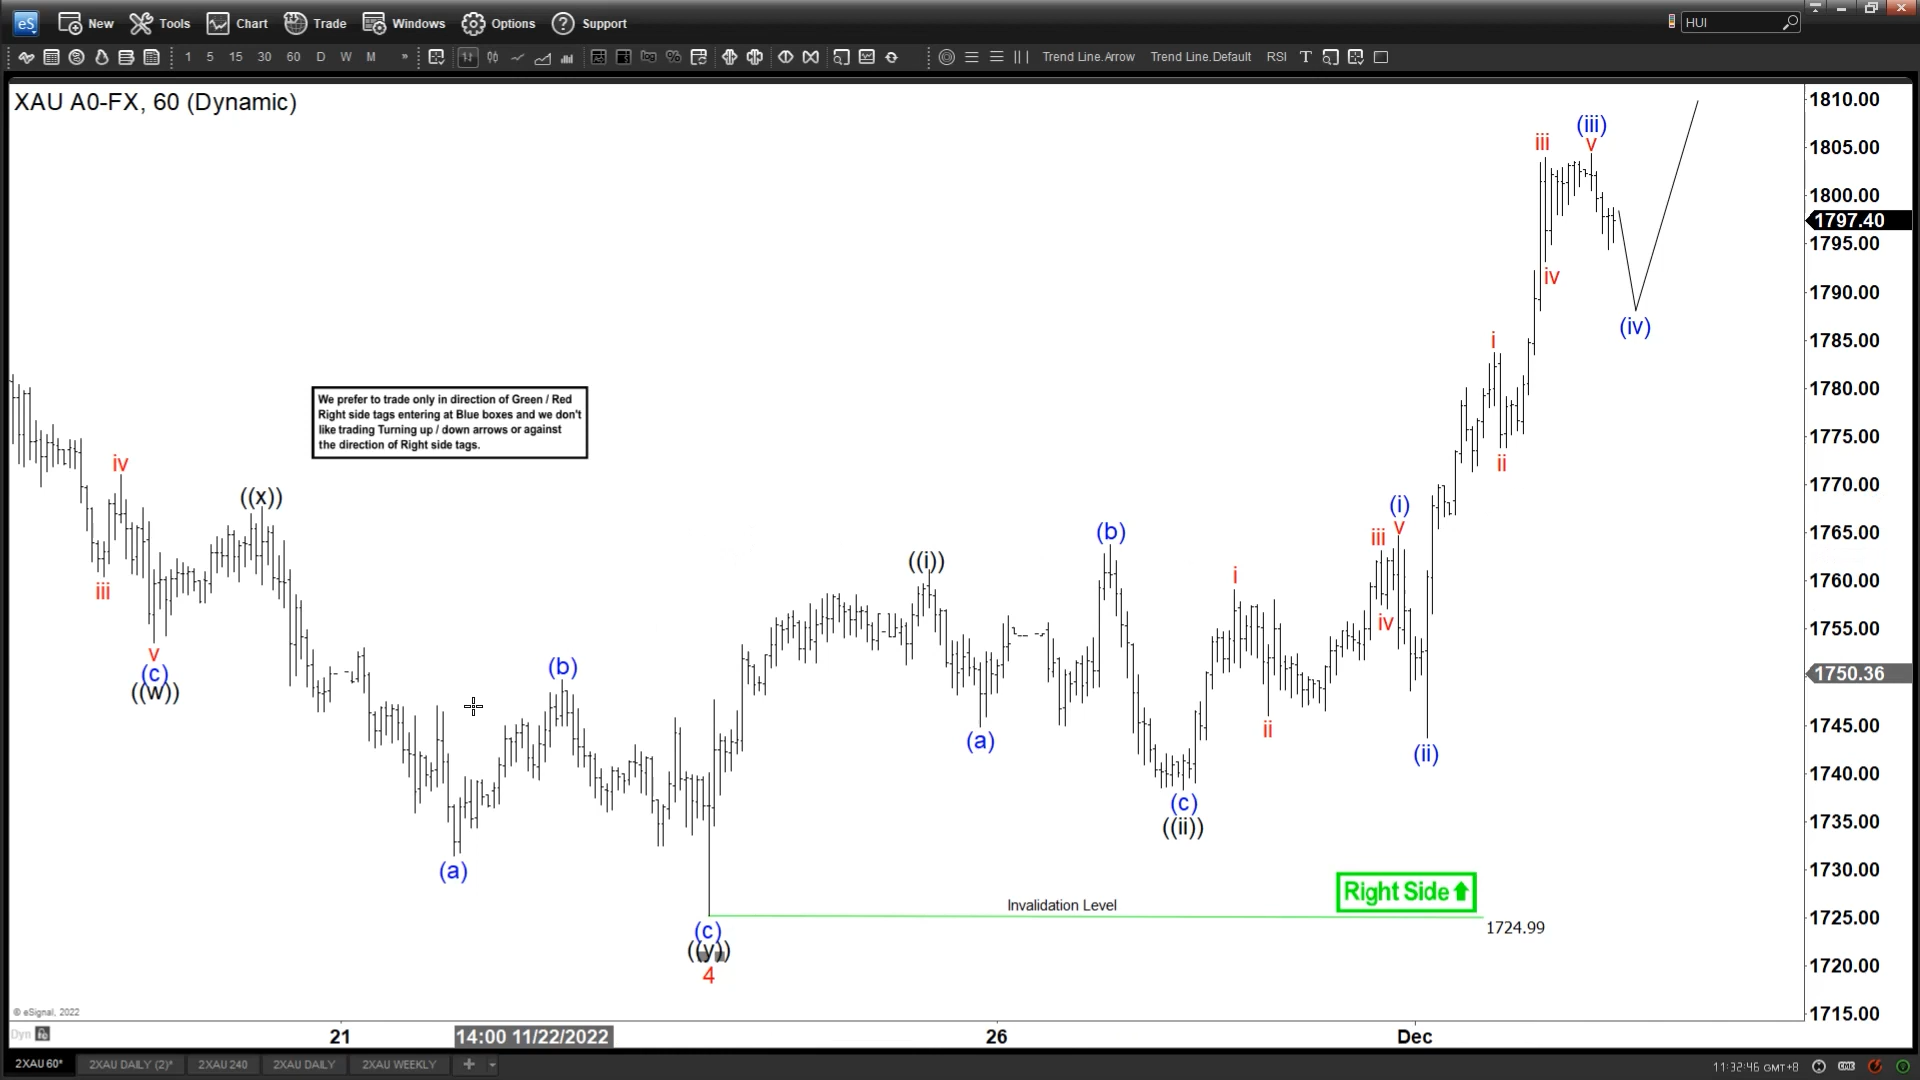 eS New Tools Chart Trade Windows Options Support HUI
1 5 15 30 60 D W M » log % Trend Line.Arrow Trend Line.Default RSI T
XAU A0-FX, 60 (Dynamic)
1810.00
(iii)
iii v
1805.00
1800.00
1797.40
1795.00
iv
1790.00
(iv)
i
1785.00
We prefer to trade only in direction of Green / Red
Right side tags entering at Blue boxes and we don't
like trading Turning up / down arrows or against
the direction of Right side tags.
1780.00
1775.00
iv
ii
1770.00
((x))
(i)
1765.00
(b)
iii v
((i))
i
1760.00
iii
iv
1755.00
v
(c)
((w))
(b)
1750.36
1745.00
(a)
ii
(ii)
1740.00
(c)
((ii))
1735.00
1730.00
(a)
Right Side
Invalidation Level
1725.00
1724.99
(c)
((y))
4
1720.00
1715.00
© eSignal, 2022
Dyn
21 14:00 11/22/2022 26 Dec
2XAU 60* 2XAU DAILY (2)* 2XAU 240 2XAU DAILY 2XAU WEEKLY + 11:32:46 GMT+8